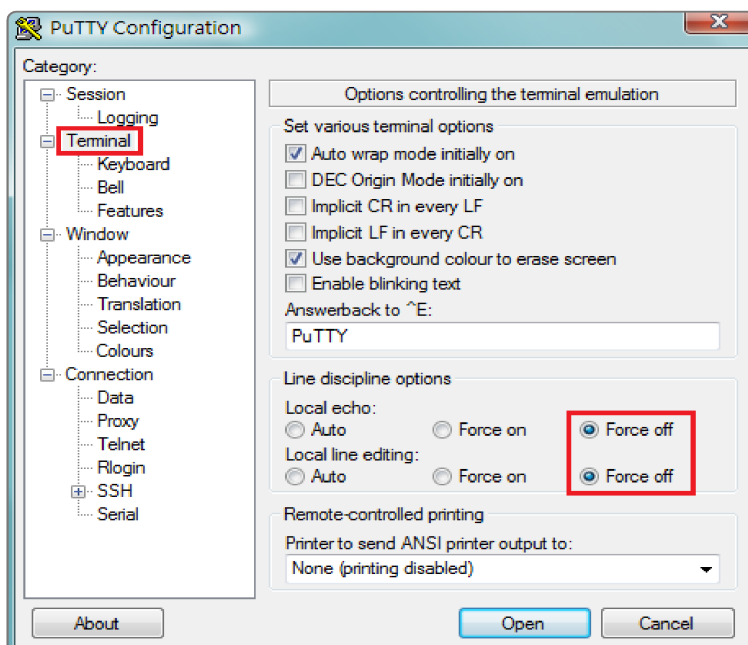 PuTTY Configuration
Category:
Session
Logging
Terminal
Keyboard
Bell
Features
Window
Appearance
Behaviour
Translation
Selection
Colours
Connection
Data
Proxy
Telnet
Rlogin
SSH
Serial
Options controlling the terminal emulation
Set various terminal options
Auto wrap mode initially on
DEC Origin Mode initially on
Implicit CR in every LF
Implicit LF in every CR
Use background colour to erase screen
Enable blinking text
Answerback to ^E:
PuTTY
Line discipline options
Local echo:
Auto Force on Force off
Local line editing:
Auto Force on Force off
Remote-controlled printing
Printer to send ANSI printer output to:
None (printing disabled)
About Open Cancel